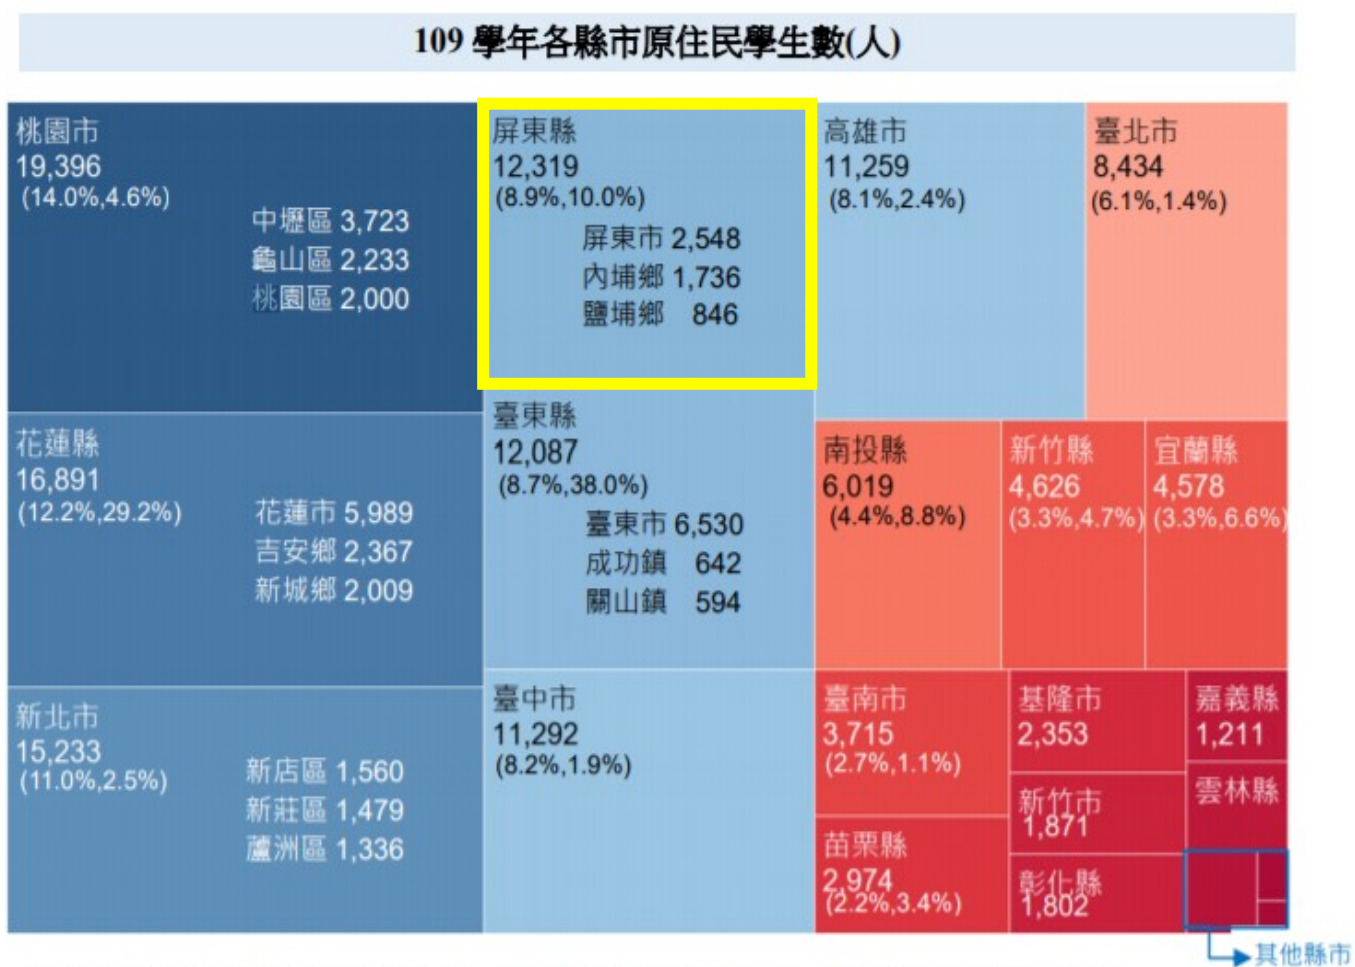 109 學年各縣市原住民學生數(人)
桃園市
19,396
(14.0%,4.6%)
中壢區 3,723
龜山區 2,233
桃園區 2,000
花蓮縣
16,891
(12.2%,29.2%)
花蓮市 5,989
吉安鄉 2,367
新城鄉 2,009
新北市
15,233
(11.0%,2.5%)
新店區 1,560
新莊區 1,479
蘆洲區 1,336
屏東縣
12,319
(8.9%,10.0%)
屏東市 2,548
內埔鄉 1,736
鹽埔鄉 846
臺東縣
12,087
(8.7%,38.0%)
臺東市 6,530
成功鎮 642
關山鎮 594
臺中市
11,292
(8.2%,1.9%)
高雄市
11,259
(8.1%,2.4%)
臺北市
8,434
(6.1%,1.4%)
南投縣
6,019
(4.4%,8.8%)
新竹縣
4,626
(3.3%,4.7%)
宜蘭縣
4,578
(3.3%,6.6%)
臺南市
3,715
(2.7%,1.1%)
苗栗縣
2,974
(2.2%,3.4%)
基隆市
2,353
新竹市
1,871
彰化縣
1,802
嘉義縣
1,211
雲林縣
其他縣市